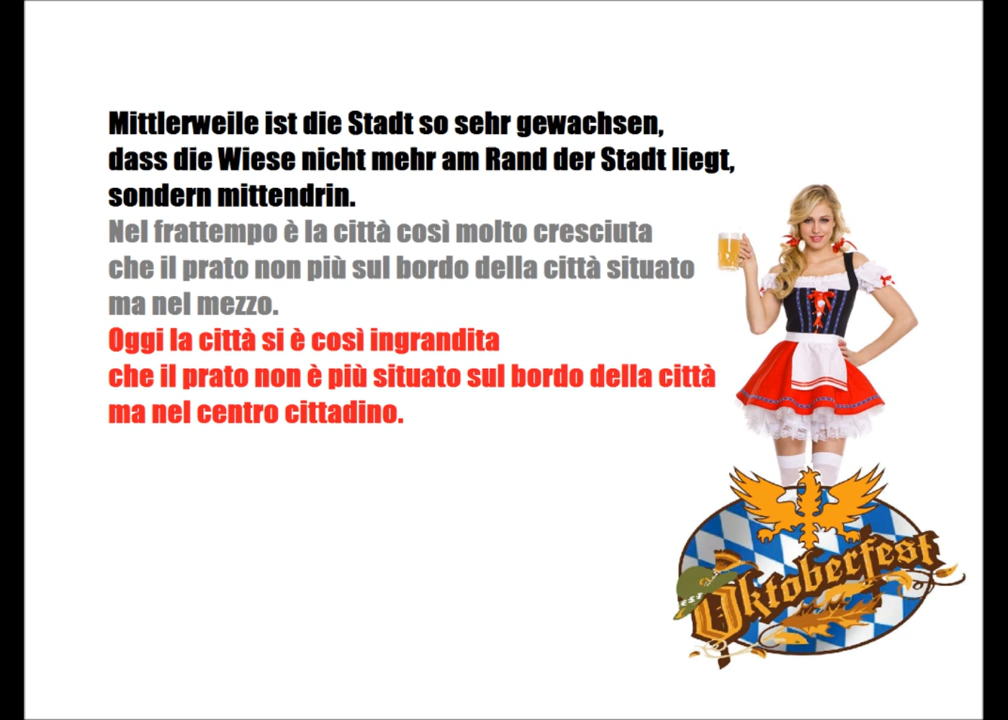 Mittlerweile ist die Stadt so sehr gewachsen,
dass die Wiese nicht mehr am Rand der Stadt liegt,
sondern mittendrin.
Nel frattempo è la città così molto cresciuta
che il prato non più sul bordo della città situato
ma nel mezzo.
Oggi la città si è così ingrandita
che il prato non è più situato sul bordo della città
ma nel centro cittadino.
Oktoberfest